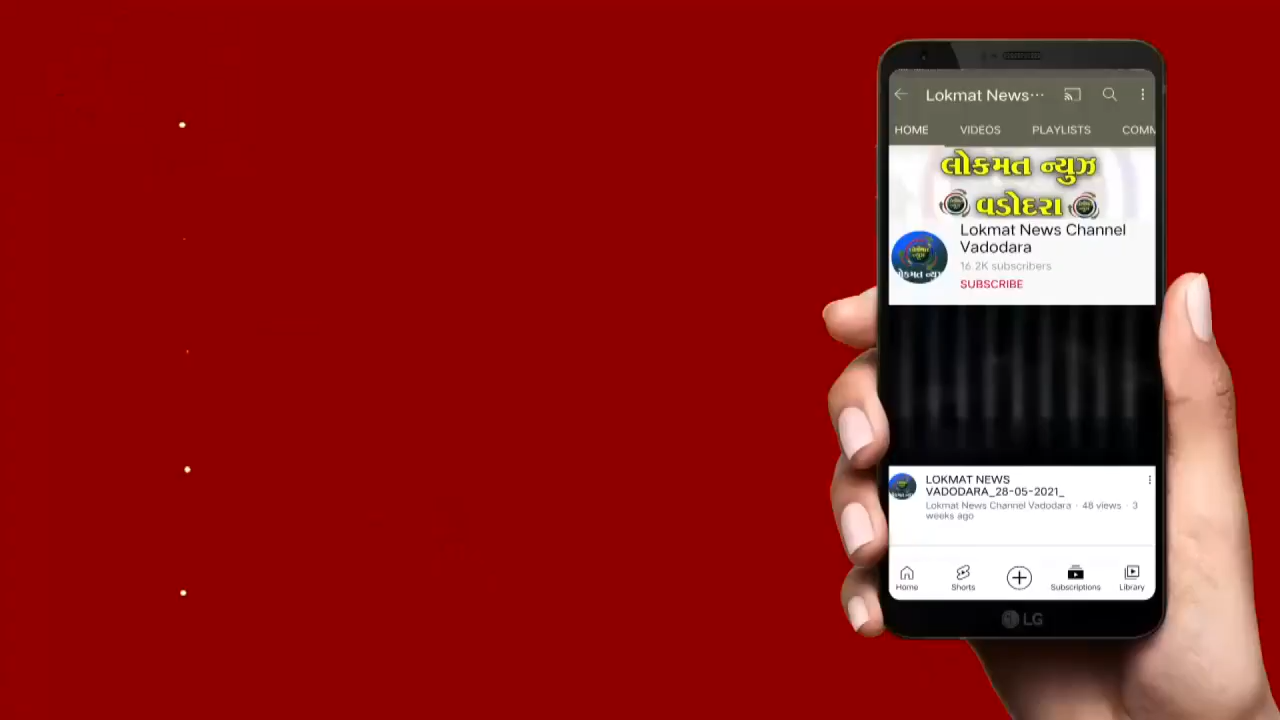 Lokmat News...
HOME VIDEOS PLAYLISTS COMM
લોકમત ન્યુઝ
વડોદરા
Lokmat News Channel
Vadodara
16.2K subscribers
SUBSCRIBE
LOKMAT NEWS
VADODARA_28-05-2021_
Lokmat News Channel Vadodara · 48 views · 3
weeks ago
Home Shorts Subscriptions Library
LG